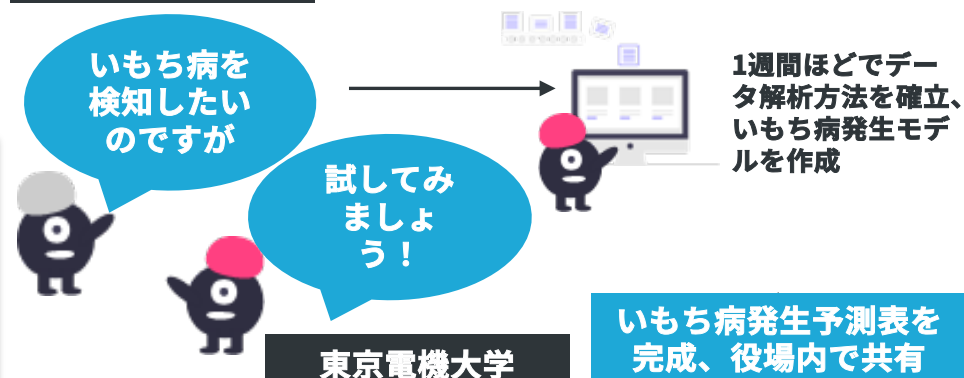 いもち病を
検知したい
のですが
試してみ
ましょ
う！
1週間ほどでデー
タ解析方法を確立、
いもち病発生モデ
ルを作成
東京電機大学
いもち病発生予測表を
完成、役場内で共有